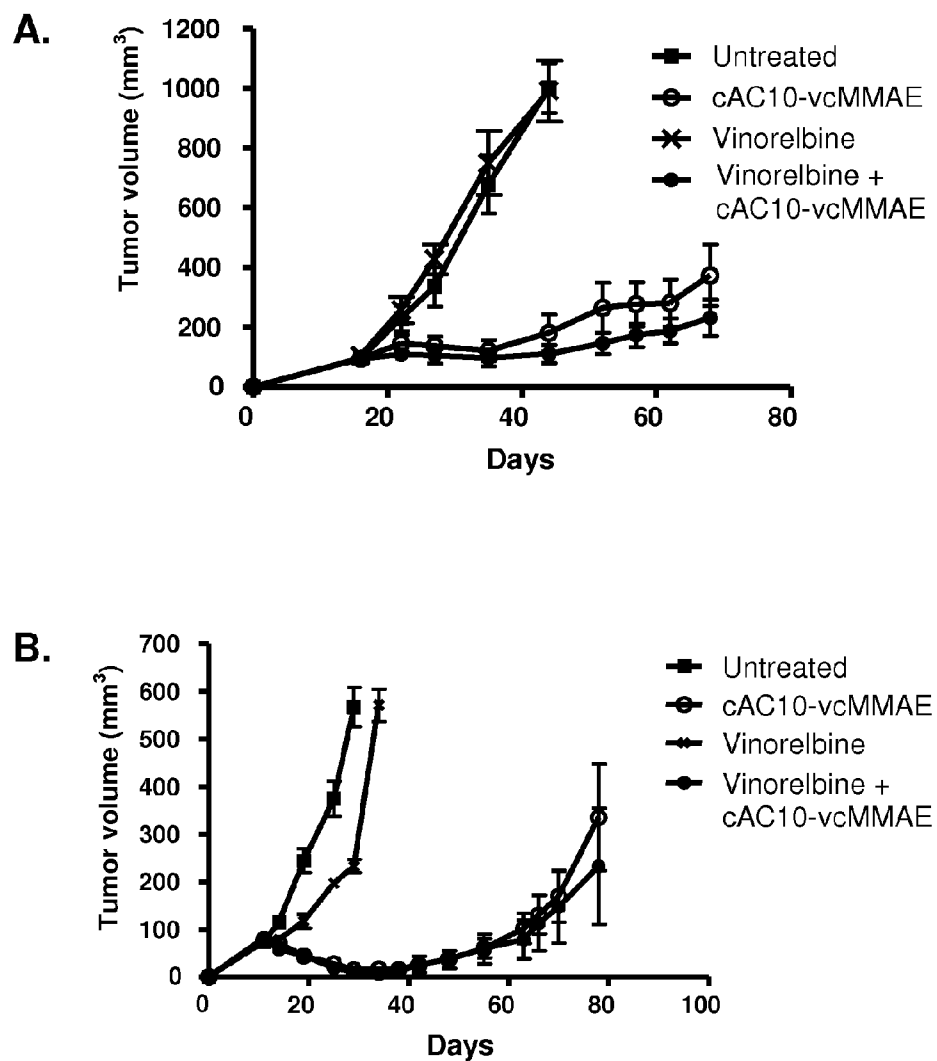 A.
Tumor volume (mm³)
1200
1000
800
600
400
200
0
0 20 40 60 80
Days
Untreated
cAC10-vcMMAE
Vinorelbine
Vinorelbine +
cAC10-vcMMAE
B.
Tumor volume (mm³)
700
600
500
400
300
200
100
0
0 20 40 60 80 100
Days
Untreated
cAC10-vcMMAE
Vinorelbine
Vinorelbine +
cAC10-vcMMAE